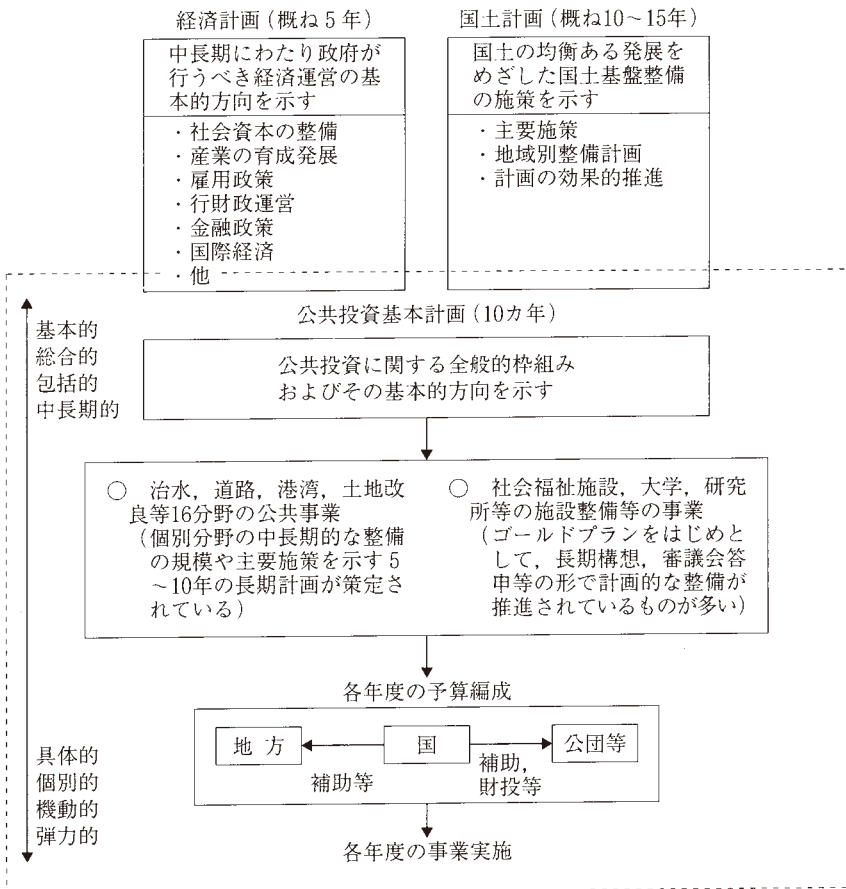 経済計画(概ね5年)
中長期にわたり政府が
行うべき経済運営の基
本的方向を示す
・社会資本の整備
・産業の育成発展
・雇用政策
・行財政運営
・金融政策
・国際経済
・他
国土計画(概ね10~15年)
国土の均衡ある発展を
めざした国土基盤整備
の施策を示す
・主要施策
・地域別整備計画
・計画の効果的推進
基本的
総合的
包括的
中長期的
公共投資基本計画(10カ年)
公共投資に関する全般的枠組み
およびその基本的方向を示す
○ 治水,道路,港湾,土地改
良等16分野の公共事業
(個別分野の中長期的な整備
の規模や主要施策を示す5
~10年の長期計画が策定さ
れている)
○ 社会福祉施設,大学,研究
所等の施設整備等の事業
(ゴールドプランをはじめと
して,長期構想,審議会答
申等の形で計画的な整備が
推進されているものが多い)
各年度の予算編成
地方
国
公団等
補助等
補助,
財投等
具体的
個別的
機動的
弾力的
各年度の事業実施